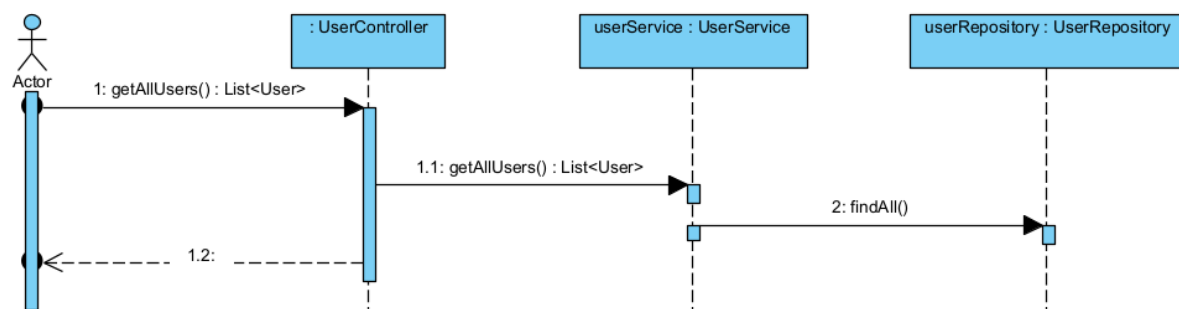 : UserController
userService : UserService
userRepository : UserRepository
Actor
1: getAllUsers() : List<User>
1.1: getAllUsers() : List<User>
2: findAll()
1.2: